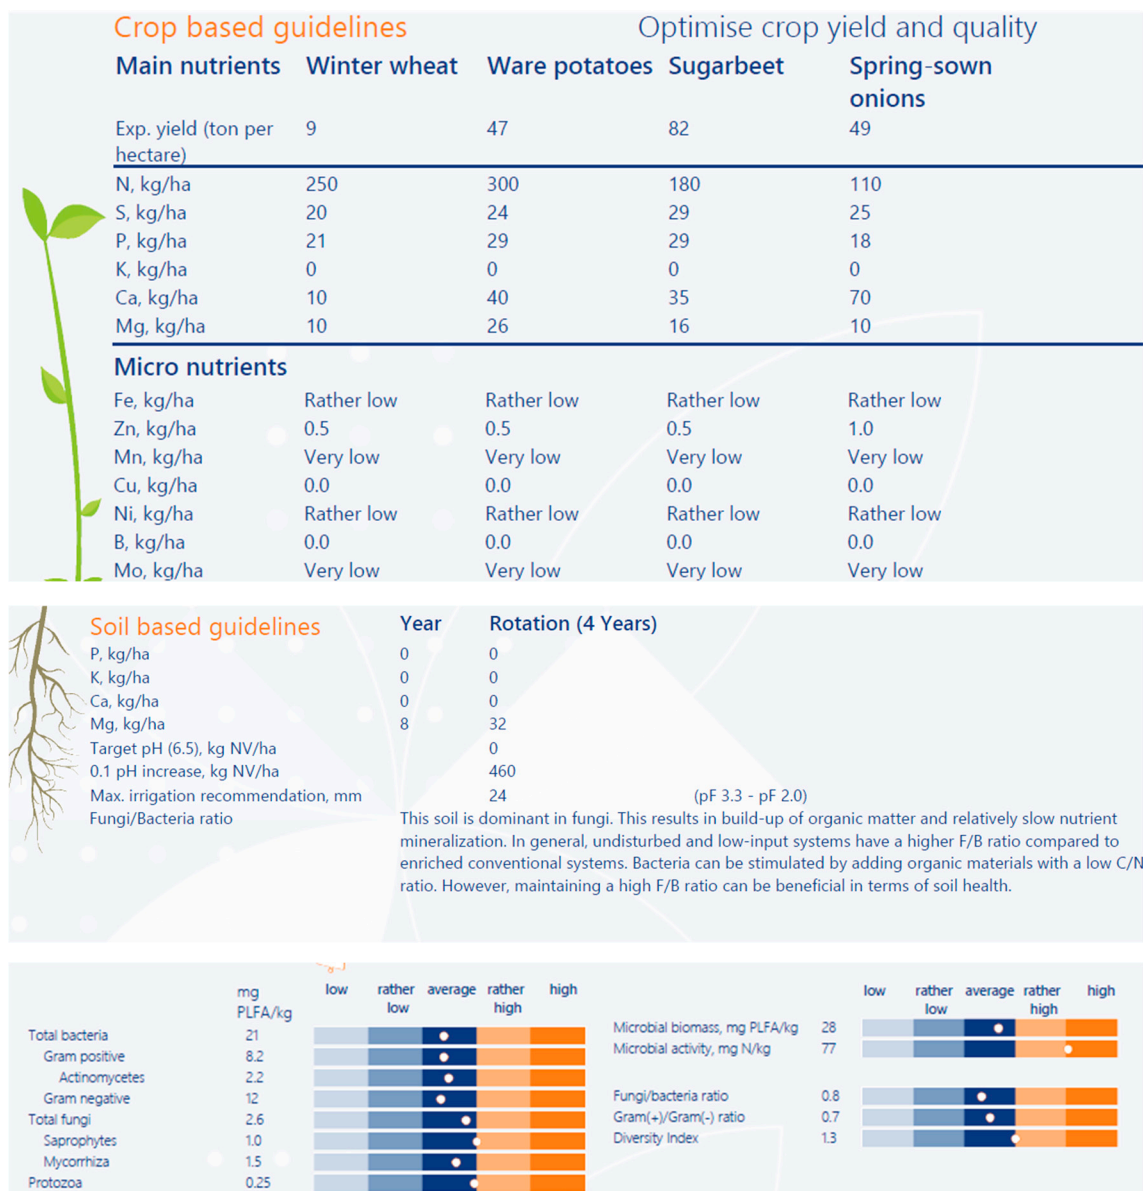 Crop based guidelines Optimise crop yield and quality
Main nutrients Winter wheat Ware potatoes Sugarbeet Spring-sown
onions
Exp. yield (ton per 9 47 82 49
hectare)
N, kg/ha 250 300 180 110
S, kg/ha 20 24 29 25
P, kg/ha 21 29 29 18
K, kg/ha 0 0 0 0
Ca, kg/ha 10 40 35 70
Mg, kg/ha 10 26 16 10
Micro nutrients
Fe, kg/ha Rather low Rather low Rather low Rather low
Zn, kg/ha 0.5 0.5 0.5 1.0
Mn, kg/ha Very low Very low Very low Very low
Cu, kg/ha 0.0 0.0 0.0 0.0
Ni, kg/ha Rather low Rather low Rather low Rather low
B, kg/ha 0.0 0.0 0.0 0.0
Mo, kg/ha Very low Very low Very low Very low
Soil based guidelines Year Rotation (4 Years)
P, kg/ha 0 0
K, kg/ha 0 0
Ca, kg/ha 0 0
Mg, kg/ha 8 32
Target pH (6.5), kg NV/ha 0
0.1 pH increase, kg NV/ha 460
Max. irrigation recommendation, mm 24 (pF 3.3 - pF 2.0)
Fungi/Bacteria ratio This soil is dominant in fungi. This results in build-up of organic matter and relatively slow nutrient
mineralization. In general, undisturbed and low-input systems have a higher F/B ratio compared to
enriched conventional systems. Bacteria can be stimulated by adding organic materials with a low C/N
ratio. However, maintaining a high F/B ratio can be beneficial in terms of soil health.
mg low rather average rather high
PLFA/kg low high
Total bacteria 21
Gram positive 8.2
Actinomycetes 2.2
Gram negative 12
Total fungi 2.6
Saprophytes 1.0
Mycorrhiza 1.5
Protozoa 0.25
low rather average rather high
low high
Microbial biomass, mg PLFA/kg 28
Microbial activity, mg N/kg 77
Fungi/bacteria ratio 0.8
Gram(+)/Gram(-) ratio 0.7
Diversity Index 1.3